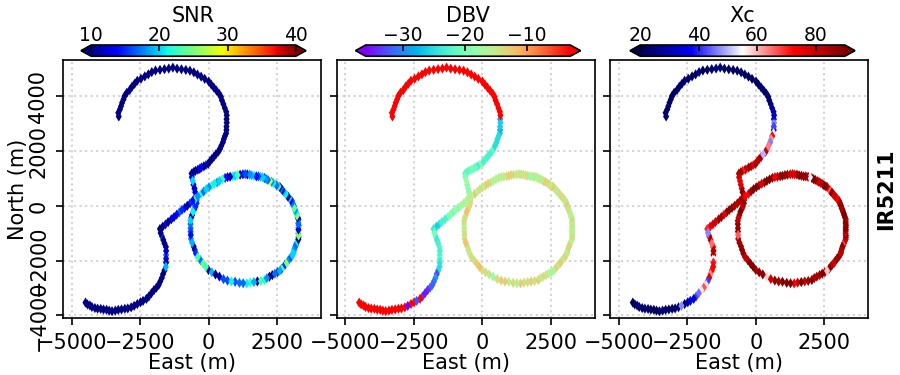 SNR
DBV
Xc
10 20 30 40
−30 −20 −10
20 40 60 80
North (m)
4000
2000
0
−2000
−4000
−5000 −2500 0 2500
−5000 −2500 0 2500
−5000 −2500 0 2500
East (m)
East (m)
East (m)
IR5211